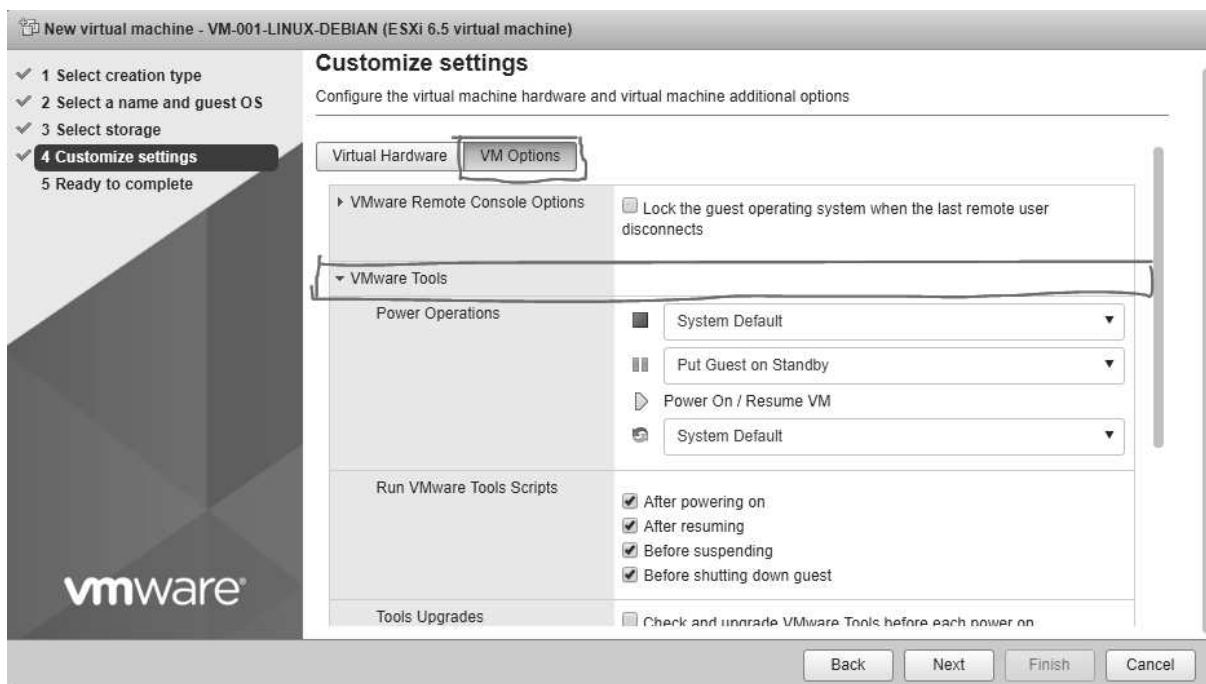 New virtual machine - VM-001-LINUX-DEBIAN (ESXi 6.5 virtual machine)
1 Select creation type
2 Select a name and guest OS
3 Select storage
4 Customize settings
5 Ready to complete
vmware®
Customize settings
Configure the virtual machine hardware and virtual machine additional options
Virtual Hardware
VM Options
VMware Remote Console Options
Lock the guest operating system when the last remote user
disconnects
VMware Tools
Power Operations
System Default
Put Guest on Standby
Power On / Resume VM
System Default
Run VMware Tools Scripts
After powering on
After resuming
Before suspending
Before shutting down guest
Tools Upgrades
Check and upgrade VMware Tools before each power on
Back
Next
Finish
Cancel